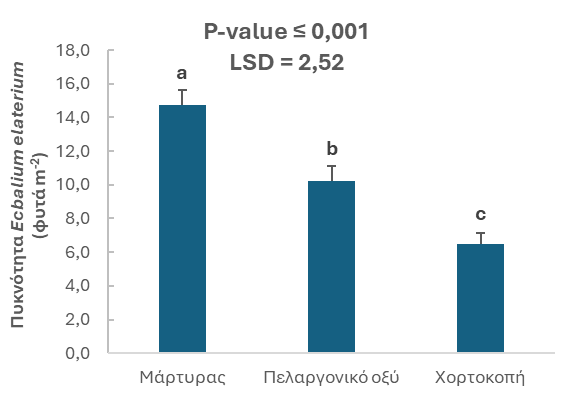 P-value ≤ 0,001
LSD = 2,52
Πυκνότητα Ecbalium elaterium
(φυτά m-2)
18,0
16,0
14,0
12,0
10,0
8,0
6,0
4,0
2,0
0,0
a
b
c
Μάρτυρας
Πελαργονικό οξύ
Χορτοκοπή